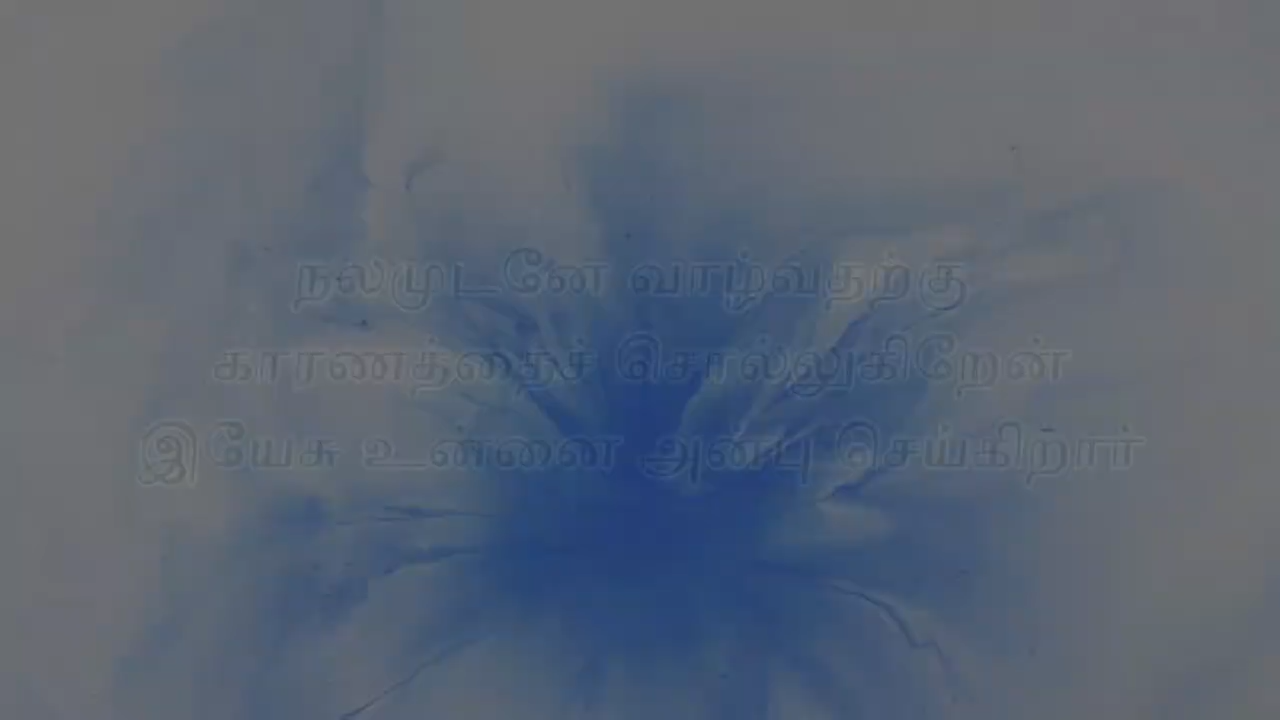 நலமுடனே வாழ்வதற்கு
காரணத்தைச் சொல்லுகிறேன்
இயேசு உன்னை அன்பு செய்கிறார்